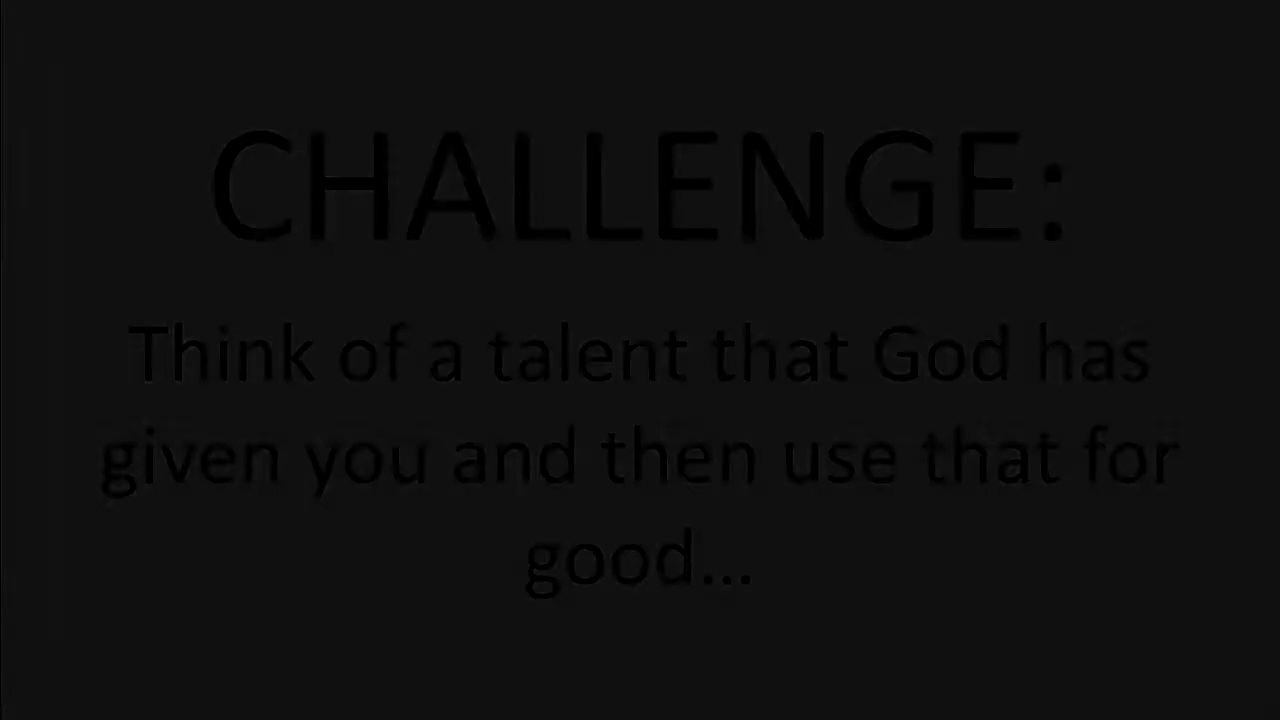 CHALLENGE:
Think of a talent that God has
given you and then use that for
good...